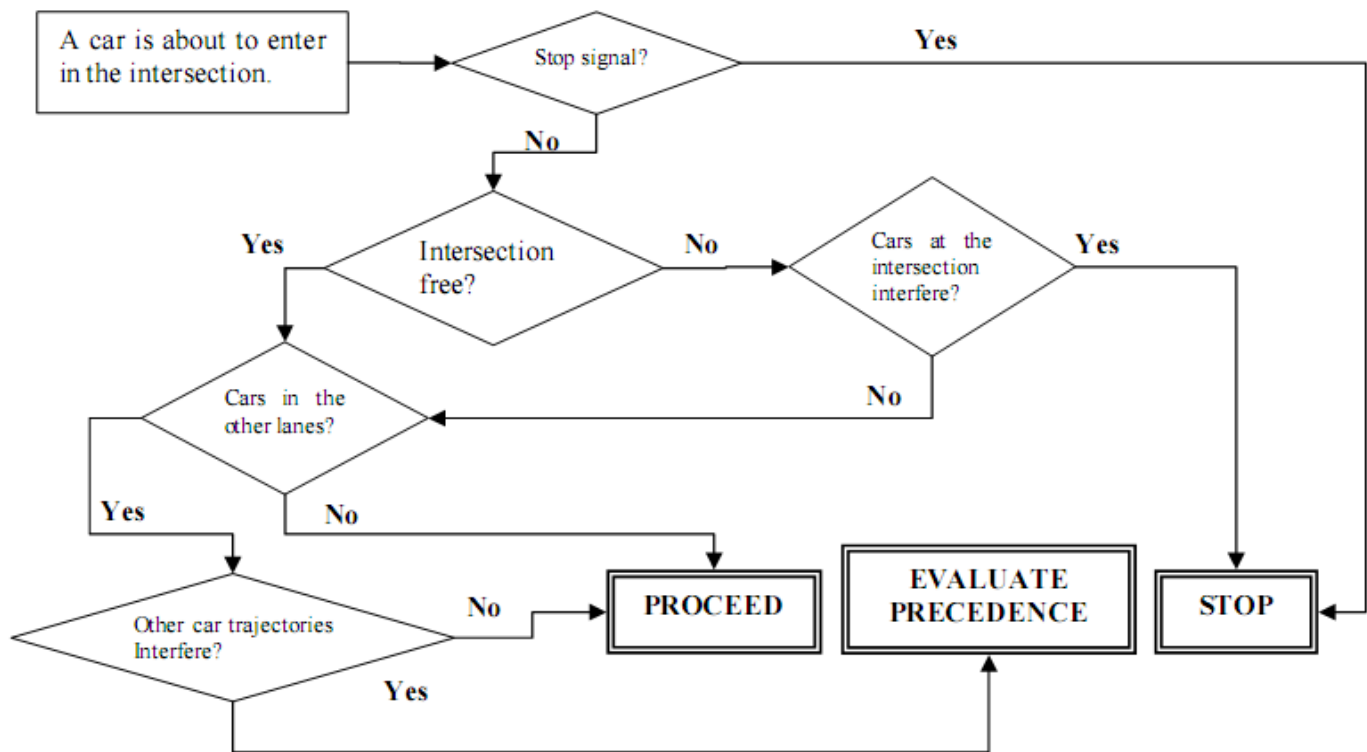 A car is about to enter
in the intersection.
Stop signal?
Yes
No
Yes
Intersection
free?
No
Cars at the
intersection
interfere?
Yes
No
Cars in the
other lanes?
Yes
No
Other car trajectories
Interfere?
No
Yes
PROCEED
EVALUATE
PRECEDENCE
STOP